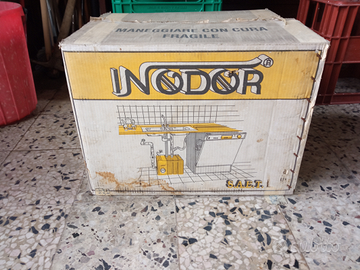 MANEGGIARE CON CURA
FRAGILE
INODOR®
S.A.E.T.